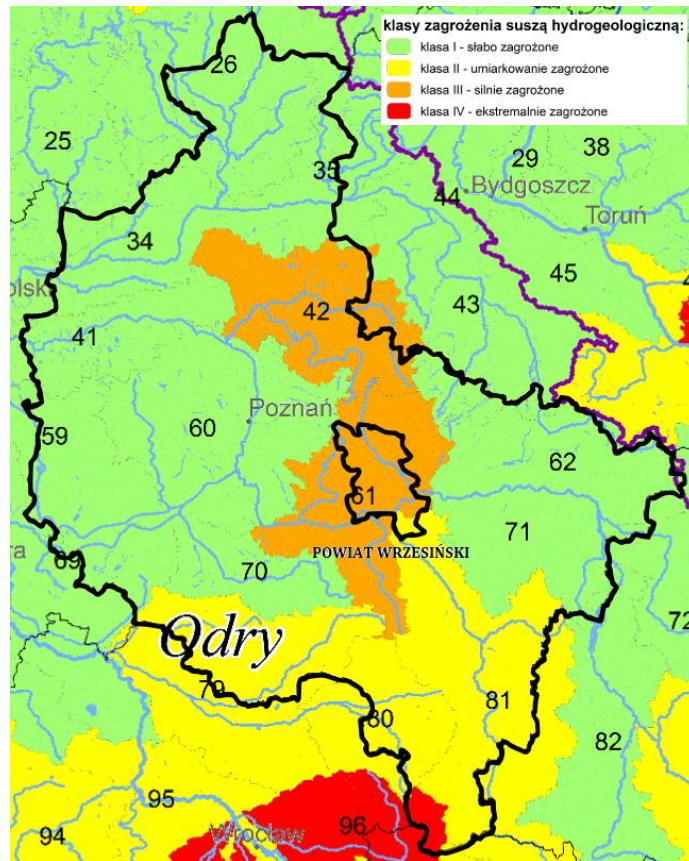 klasy zagrożenia suszą hydrogeologiczną:
klasa I - słabo zagrożone
klasa II - umiarkowanie zagrożone
klasa III - silnie zagrożone
klasa IV - ekstremalnie zagrożone
26
25
29
38
35
44
Bydgoszcz
Toruń
34
45
olsk
43
42
41
Poznań
60
59
62
61
71
POWIAT WRZESIŃSKI
ra
69
70
72
Odry
79
80
81
82
95
94
Wrocław
96